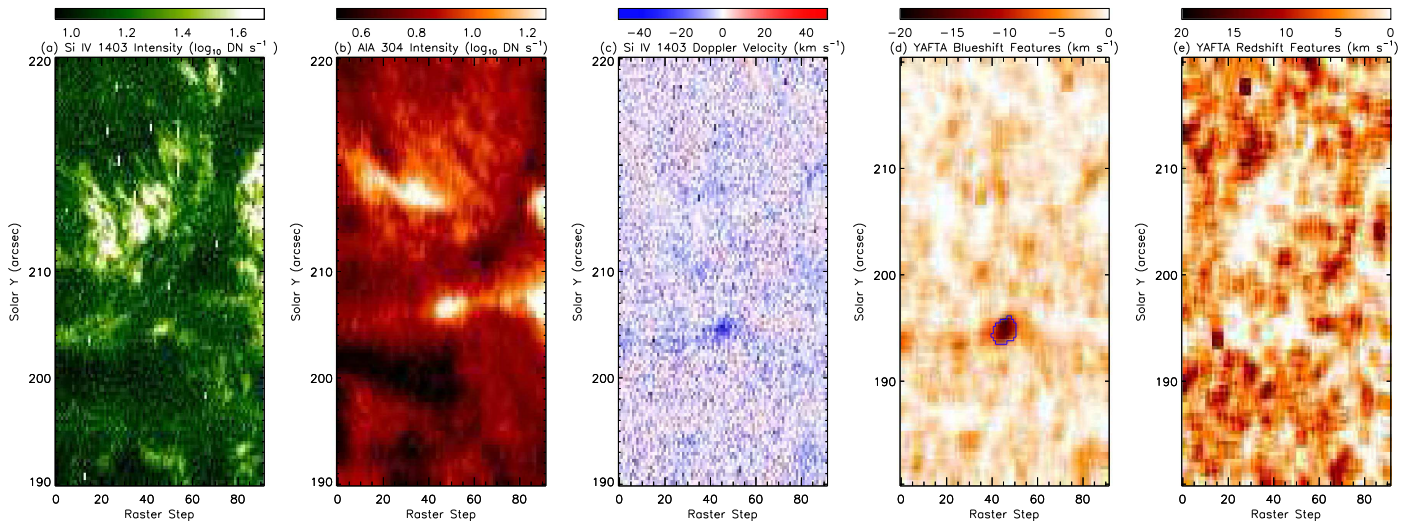 1.0 1.2 1.4 1.6
(a) Si IV 1403 Intensity (log10 DN s-1 )
220
210
200
190
Solar Y (arcsec)
0 20 40 60 80
Raster Step
0.6 0.8 1.0 1.2
(b) AIA 304 Intensity (log10 DN s-1)
220
210
200
190
Solar Y (arcsec)
0 20 40 60 80
Raster Step
-40 -20 0 20 40
(c) Si IV 1403 Doppler Velocity (km s-1)
220
210
200
190
Solar Y (arcsec)
0 20 40 60 80
Raster Step
-20 -15 -10 -5 -0
(d) YAFTA Blueshift Features (km s-1)
210
200
190
Solar Y (arcsec)
0 20 40 60 80
Raster Step
20 15 10 5 0
(e) YAFTA Redshift Features (km s-1)
210
200
190
Solar Y (arcsec)
0 20 40 60 80
Raster Step